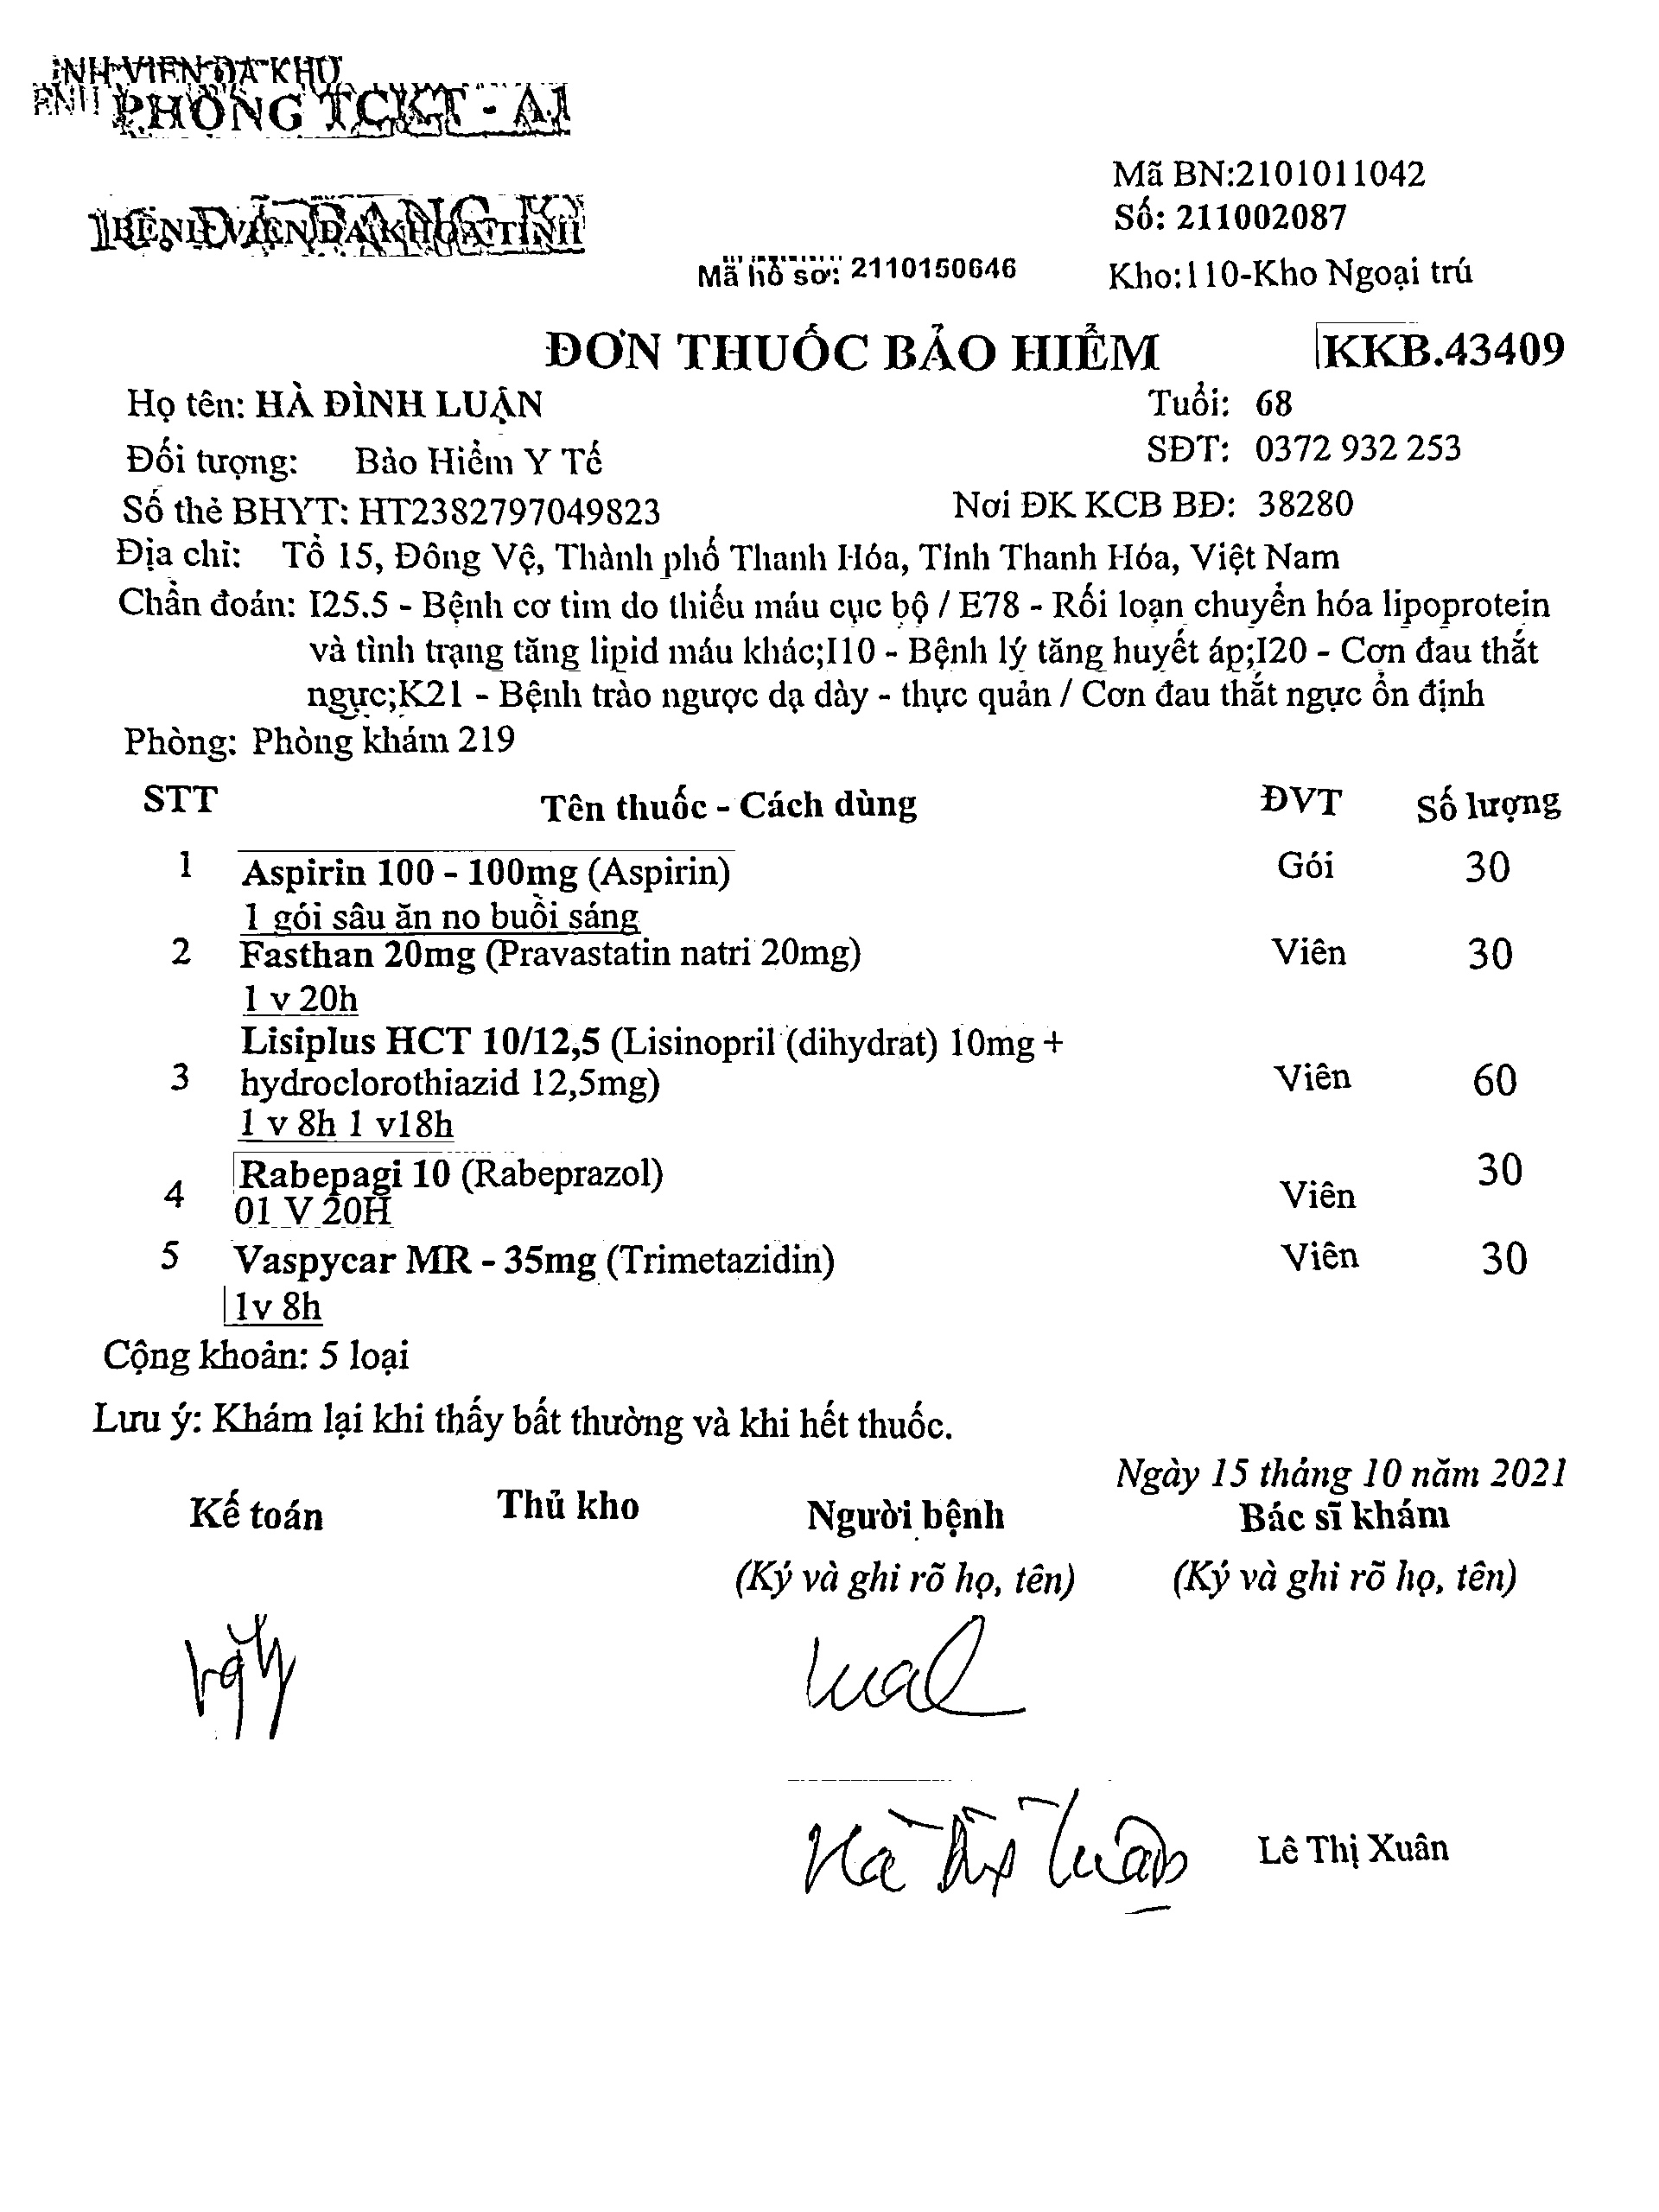 PHÒNG TCKT - A1
BỆNH VIỆN ĐA KHOA TỈNH
Mã BN:2101011042
Số: 211002087
Mã hồ sơ: 2110150646
Kho:110-Kho Ngoại trú
ĐƠN THUỐC BẢO HIỂM
KKB.43409
Họ tên: HÀ ĐÌNH LUẬN
Tuổi: 68
Đối tượng: Bảo Hiểm Y Tế
SĐT: 0372 932 253
Số thẻ BHYT: HT2382797049823
Nơi ĐK KCB BĐ: 38280
Địa chỉ: Tổ 15, Đông Vệ, Thành phố Thanh Hóa, Tỉnh Thanh Hóa, Việt Nam
Chẩn đoán: I25.5 - Bệnh cơ tim do thiếu máu cục bộ / E78 - Rối loạn chuyển hóa lipoprotein
và tình trạng tăng lipid máu khác;I10 - Bệnh lý tăng huyết áp;I20 - Cơn đau thắt
ngực;K21 - Bệnh trào ngược dạ dày - thực quản / Cơn đau thắt ngực ổn định
Phòng: Phòng khám 219
STT Tên thuốc - Cách dùng ĐVT Số lượng
1 Aspirin 100 - 100mg (Aspirin) Gói 30
1 gói sâu ăn no buổi sáng
2 Fasthan 20mg (Pravastatin natri 20mg) Viên 30
1 v 20h
Lisiplus HCT 10/12,5 (Lisinopril (dihydrat) 10mg +
3 hydroclorothiazid 12,5mg) Viên 60
1 v 8h 1 v18h
4 Rabepagi 10 (Rabeprazol) Viên 30
01 V 20H
5 Vaspycar MR - 35mg (Trimetazidin) Viên 30
1v 8h
Cộng khoản: 5 loại
Lưu ý: Khám lại khi thấy bất thường và khi hết thuốc.
Ngày 15 tháng 10 năm 2021
Kế toán Thủ kho Người bệnh Bác sĩ khám
(Ký và ghi rõ họ, tên) (Ký và ghi rõ họ, tên)
Hà Đình Luận
Lê Thị Xuân